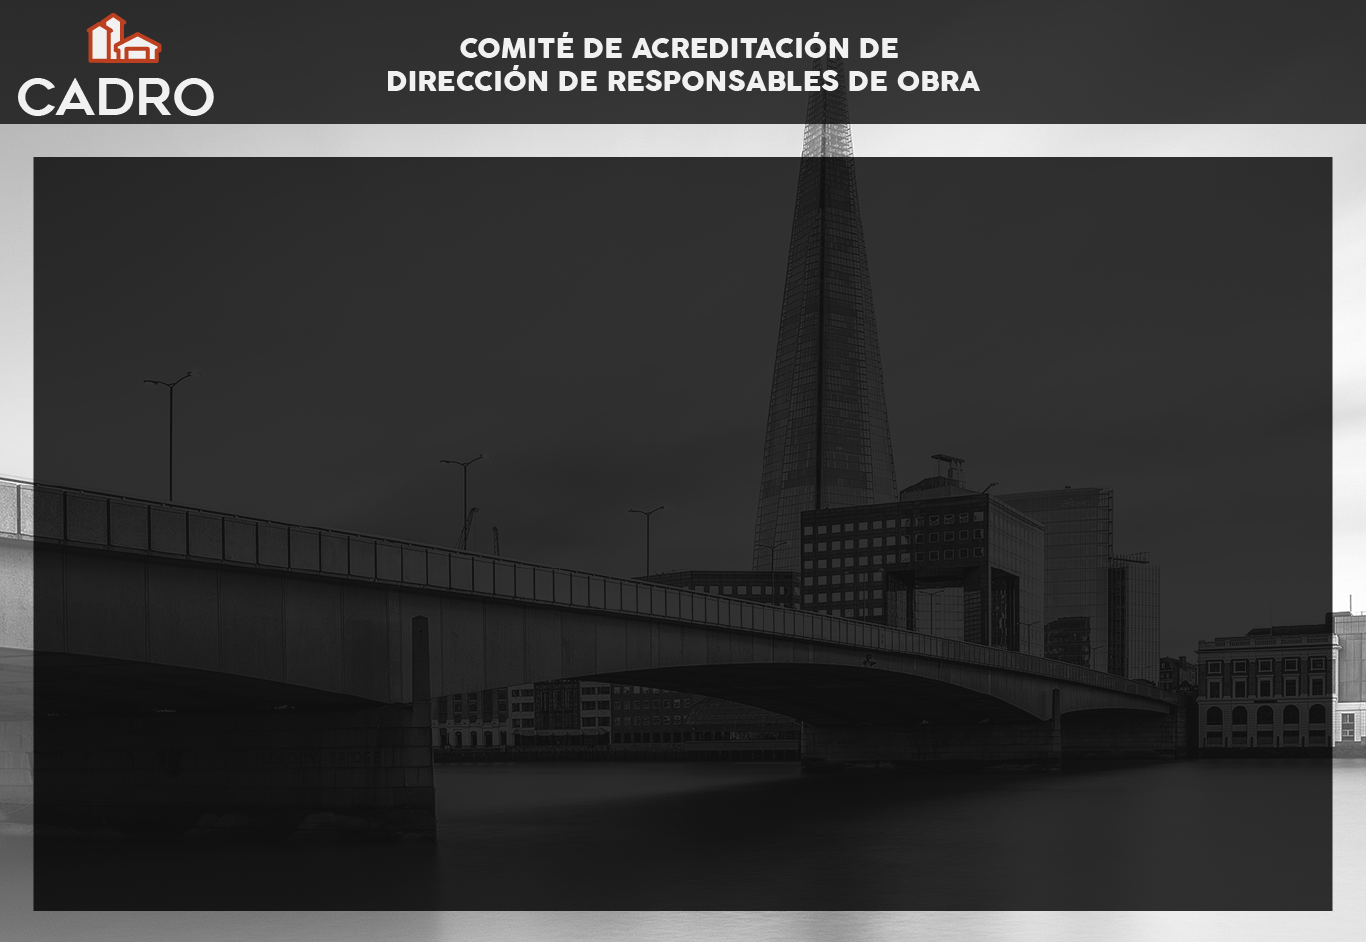 COMITÉ DE ACREDITACIÓN DE
DIRECCIÓN DE RESPONSABLES DE OBRA
CADRO